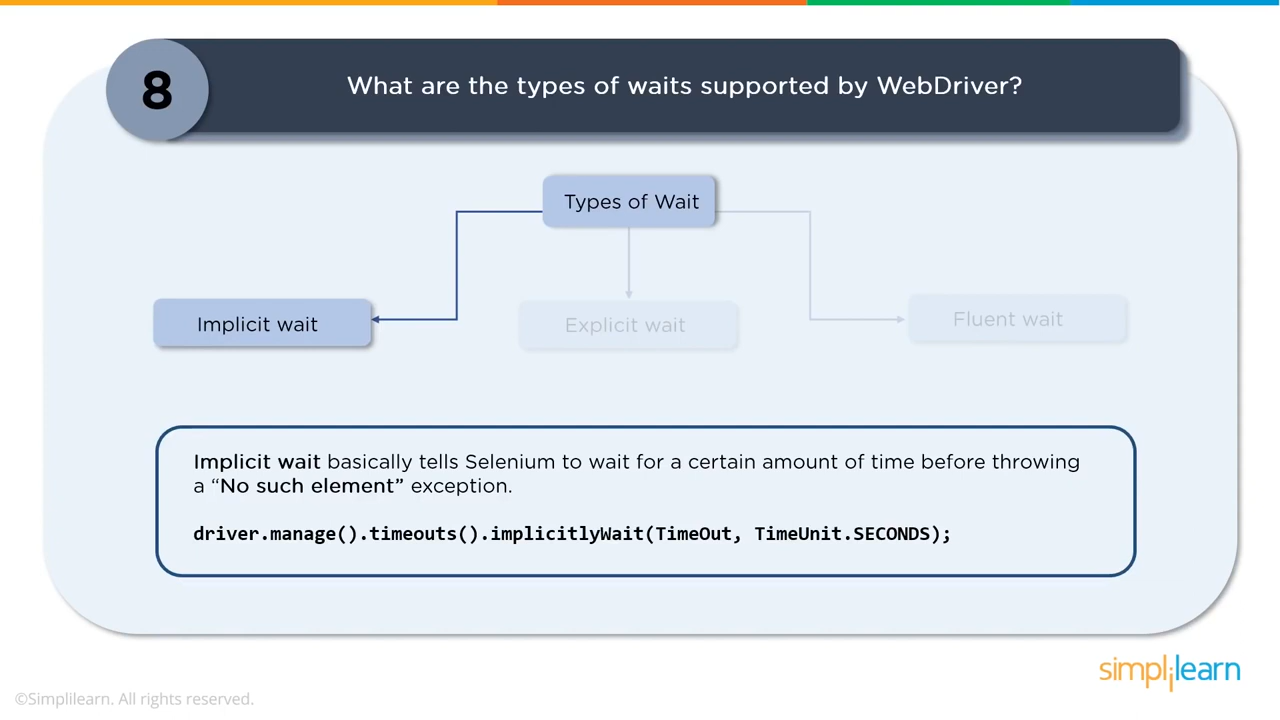 8
What are the types of waits supported by WebDriver?
Types of Wait
Implicit wait
Explicit wait
Fluent wait
Implicit wait basically tells Selenium to wait for a certain amount of time before throwing
a “No such element” exception.
driver.manage().timeouts().implicitlyWait(TimeOut, TimeUnit.SECONDS);
simplilearn
©Simplilearn. All rights reserved.